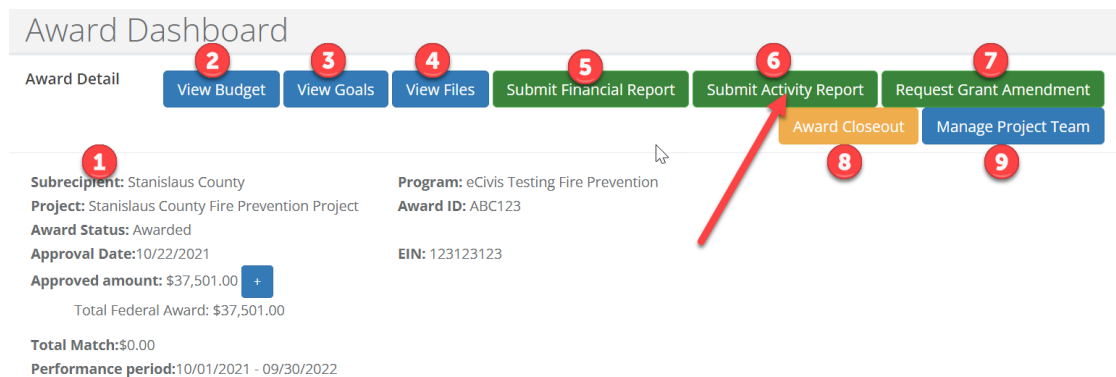 Award Dashboard
2 3 4 5 6 7
Award Detail View Budget View Goals View Files Submit Financial Report Submit Activity Report Request Grant Amendment
Award Closeout Manage Project Team
1 8 9
Subrecipient: Stanislaus County Program: eCivis Testing Fire Prevention
Project: Stanislaus County Fire Prevention Project Award ID: ABC123
Award Status: Awarded
Approval Date:10/22/2021 EIN: 123123123
Approved amount: $37,501.00 +
Total Federal Award: $37,501.00
Total Match:$0.00
Performance period:10/01/2021 - 09/30/2022